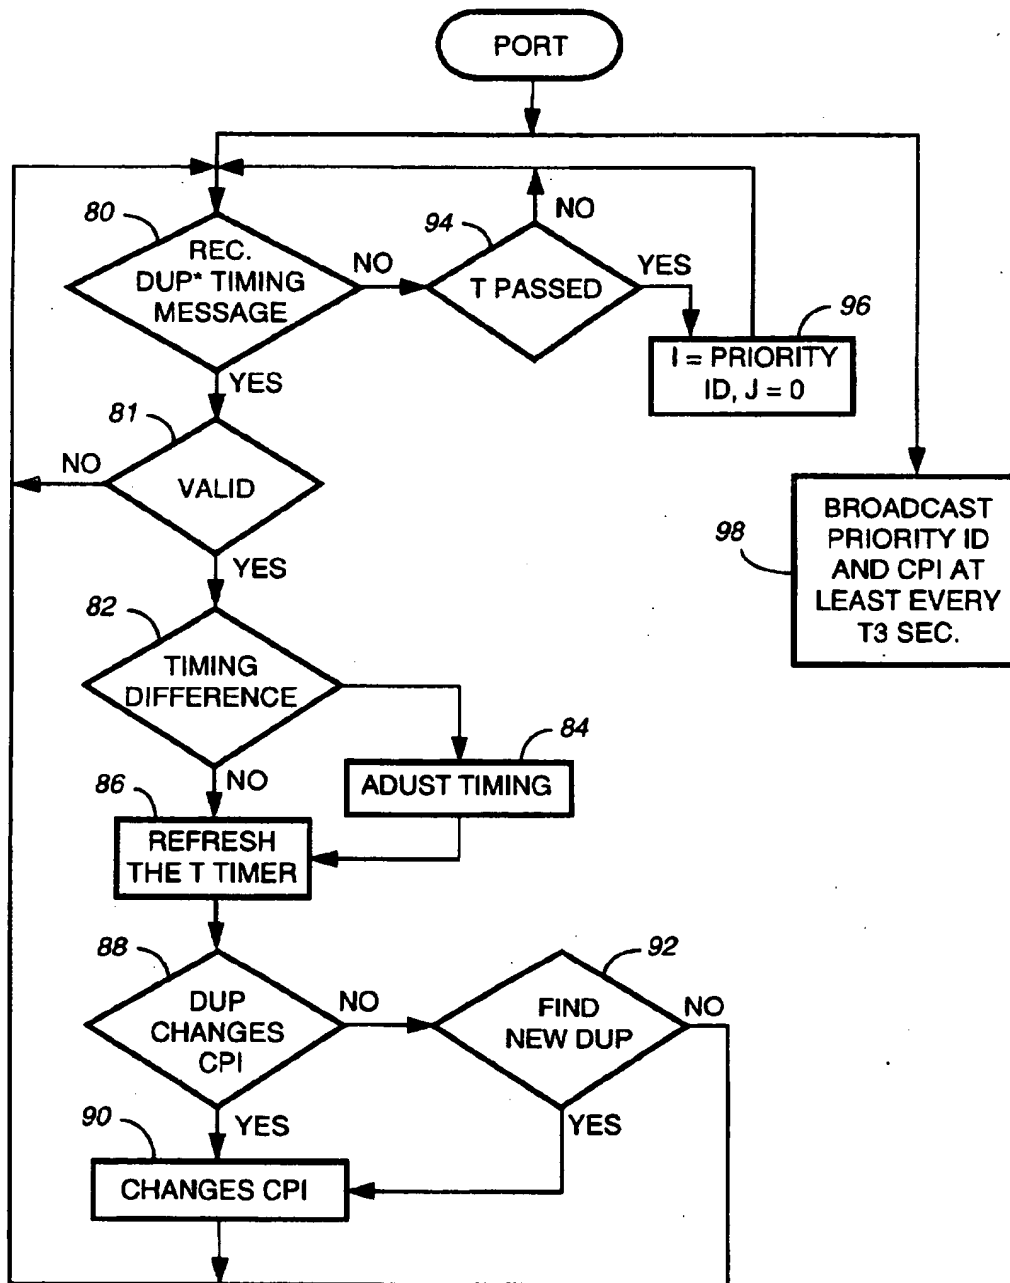 PORT
80
REC.
DUP* TIMING
MESSAGE
NO
YES
94
T PASSED
NO
YES
96
I = PRIORITY
ID, J = 0
81
VALID
NO
YES
98
BROADCAST
PRIORITY ID
AND CPI AT
LEAST EVERY
T3 SEC.
82
TIMING
DIFFERENCE
NO
84
ADUST TIMING
86
REFRESH
THE T TIMER
88
DUP
CHANGES
CPI
NO
YES
92
FIND
NEW DUP
NO
YES
90
CHANGES CPI